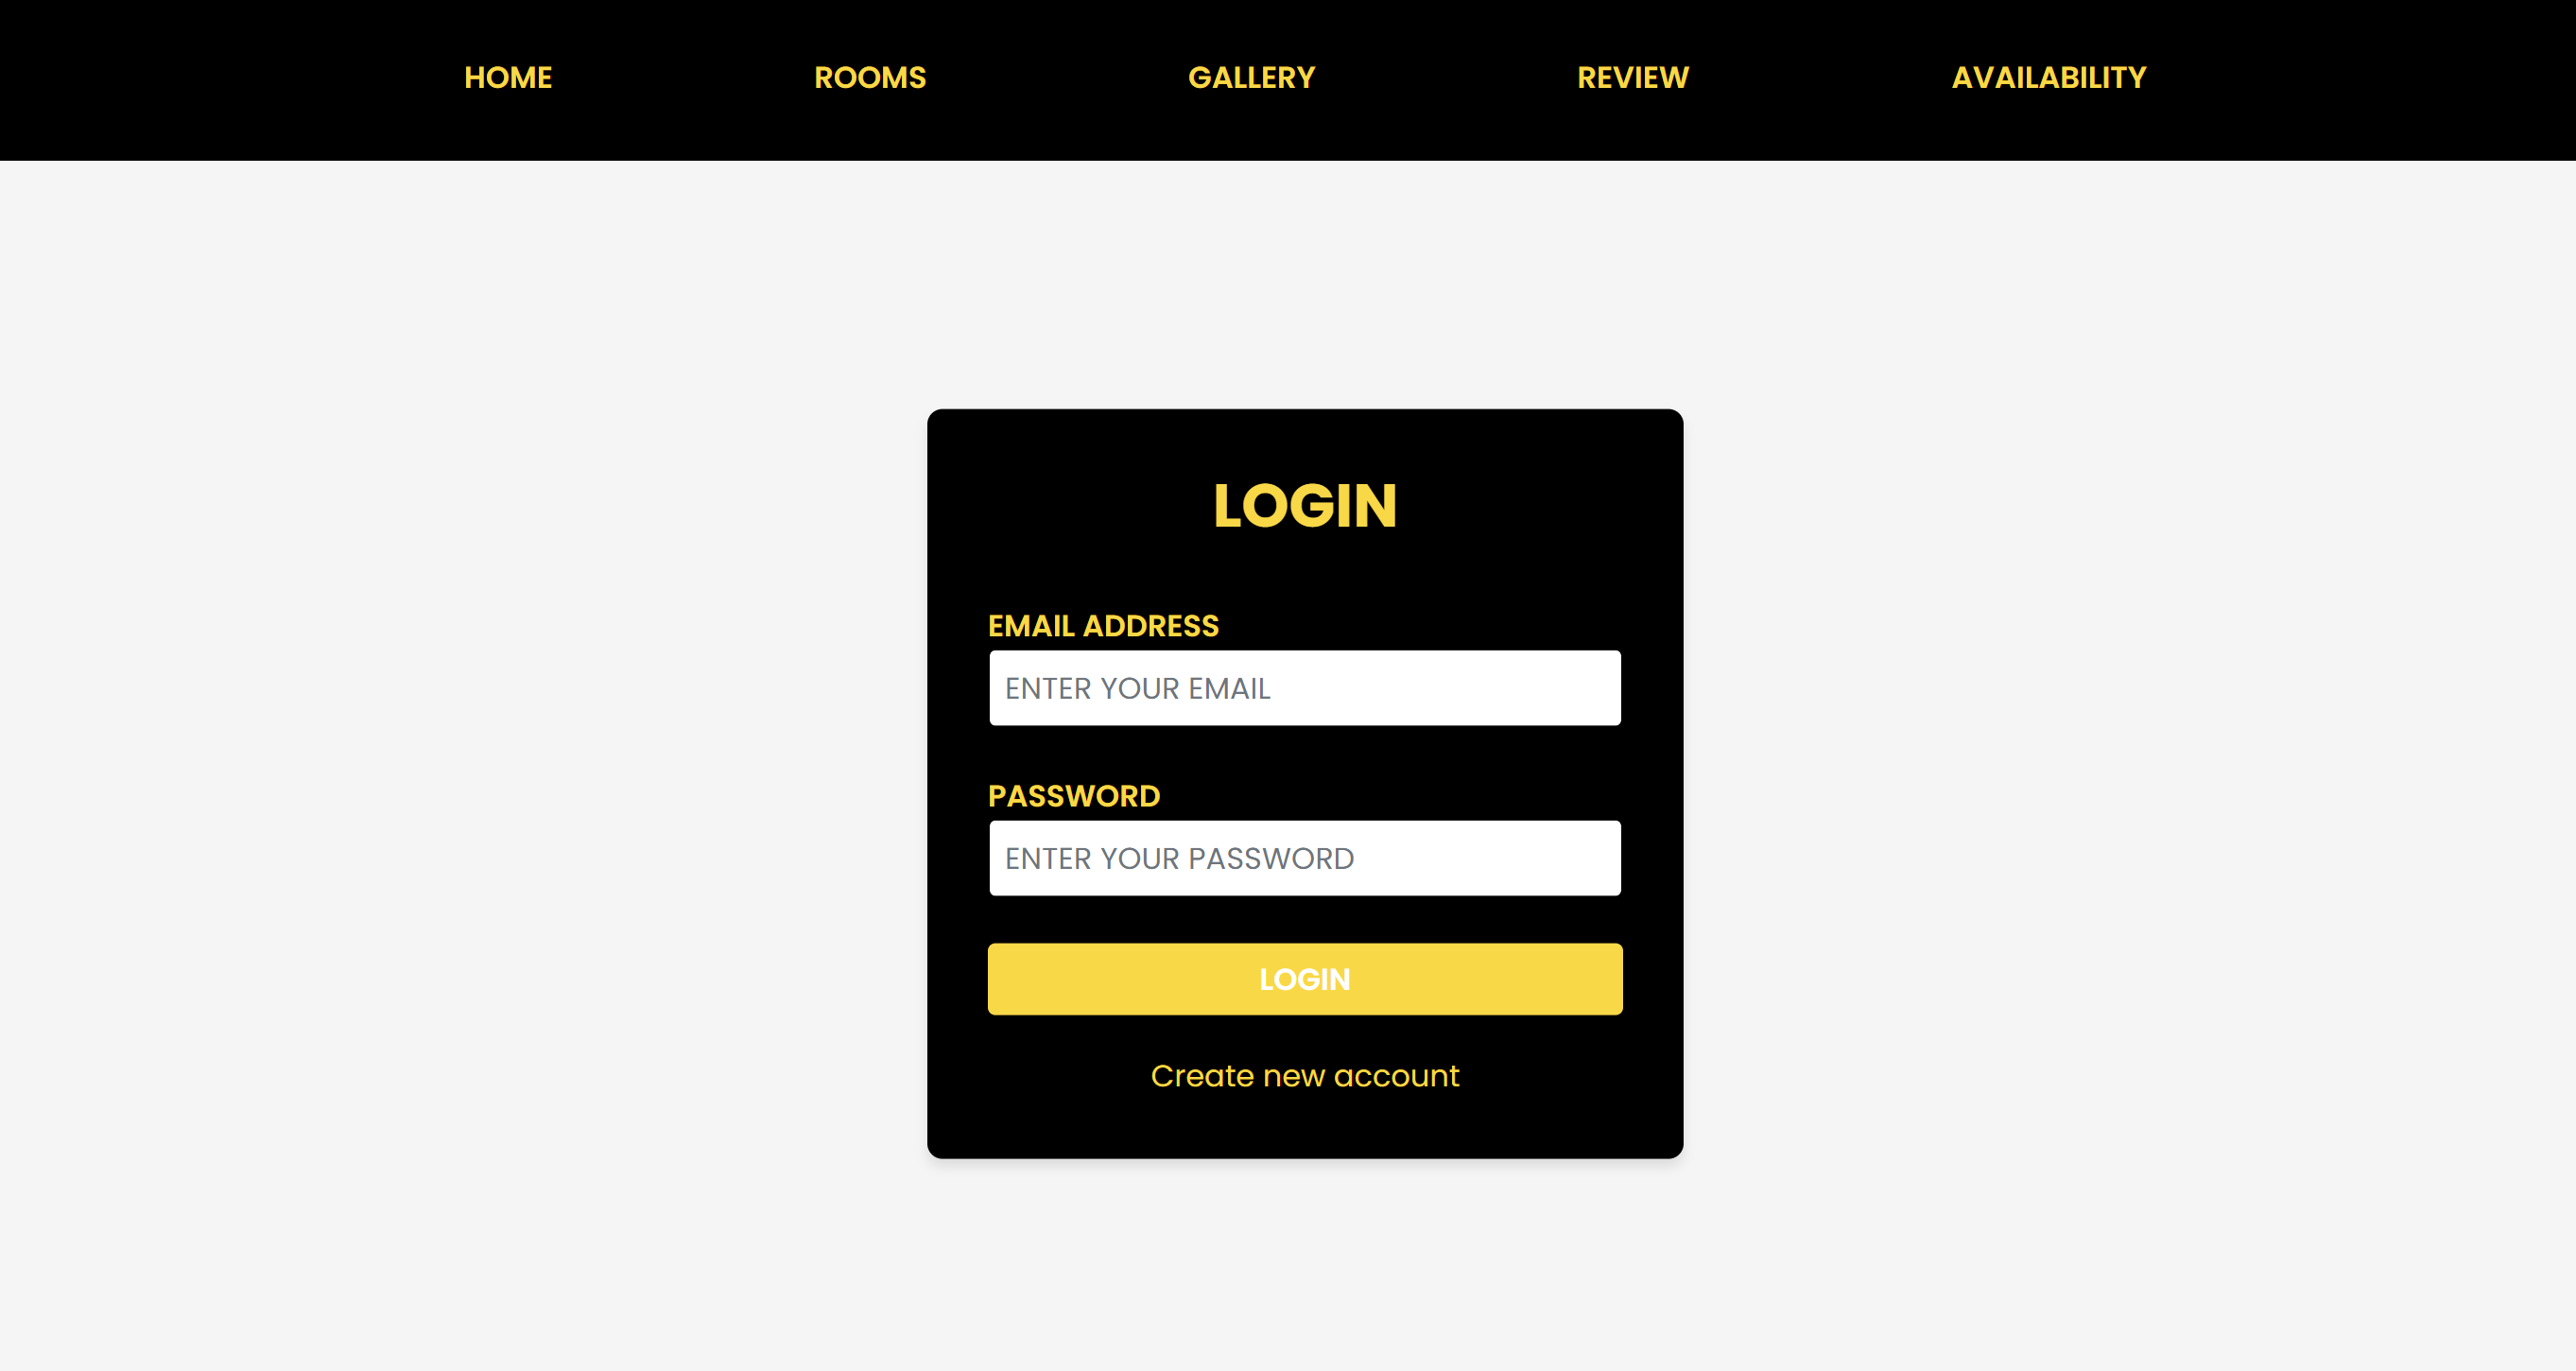 HOME ROOMS GALLERY REVIEW AVAILABILITY
LOGIN
EMAIL ADDRESS
ENTER YOUR EMAIL
PASSWORD
ENTER YOUR PASSWORD
LOGIN
Create new account